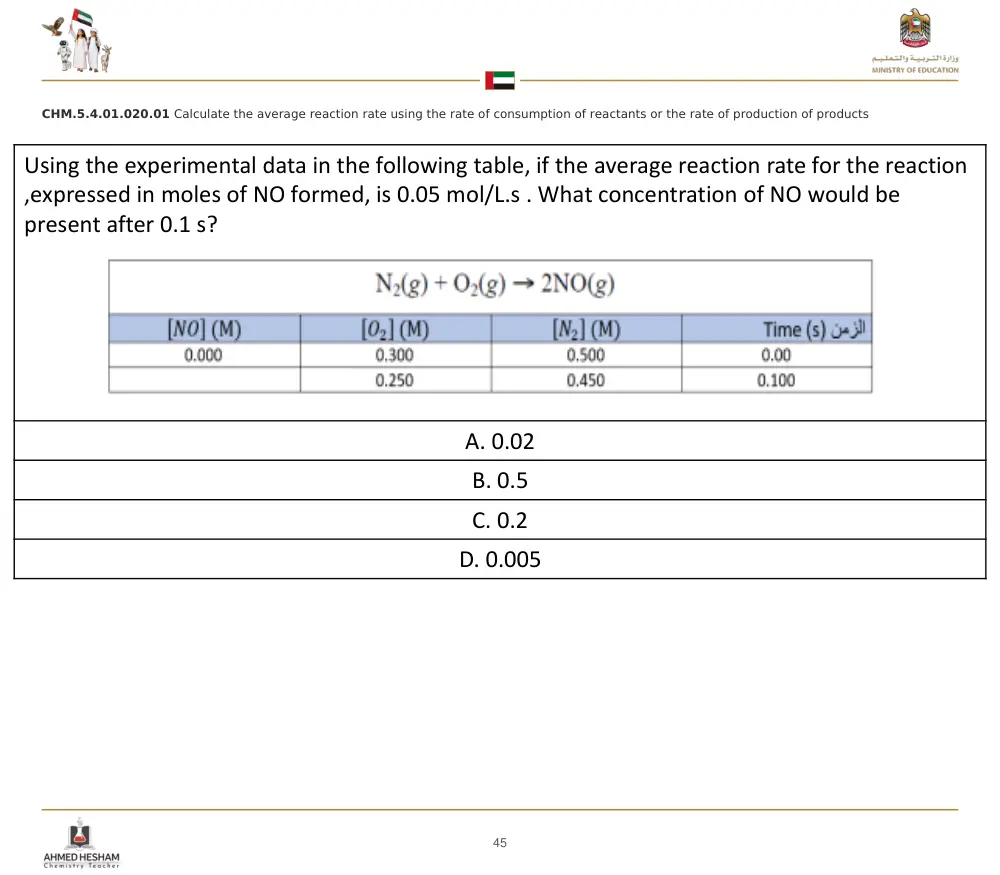 وزارة التربية والتعليم
MINISTRY OF EDUCATION
CHM.5.4.01.020.01 Calculate the average reaction rate using the rate of consumption of reactants or the rate of production of products
Using the experimental data in the following table, if the average reaction rate for the reaction
,expressed in moles of NO formed, is 0.05 mol/L.s . What concentration of NO would be
present after 0.1 s?
N₂(g) + O₂(g) → 2NO(g)
[NO] (M) [O₂] (M) [N₂] (M) Time (s) الزمن
0.000 0.300 0.500 0.00
0.250 0.450 0.100
A. 0.02
B. 0.5
C. 0.2
D. 0.005
AHMED HESHAM
Chemistry Teacher
45